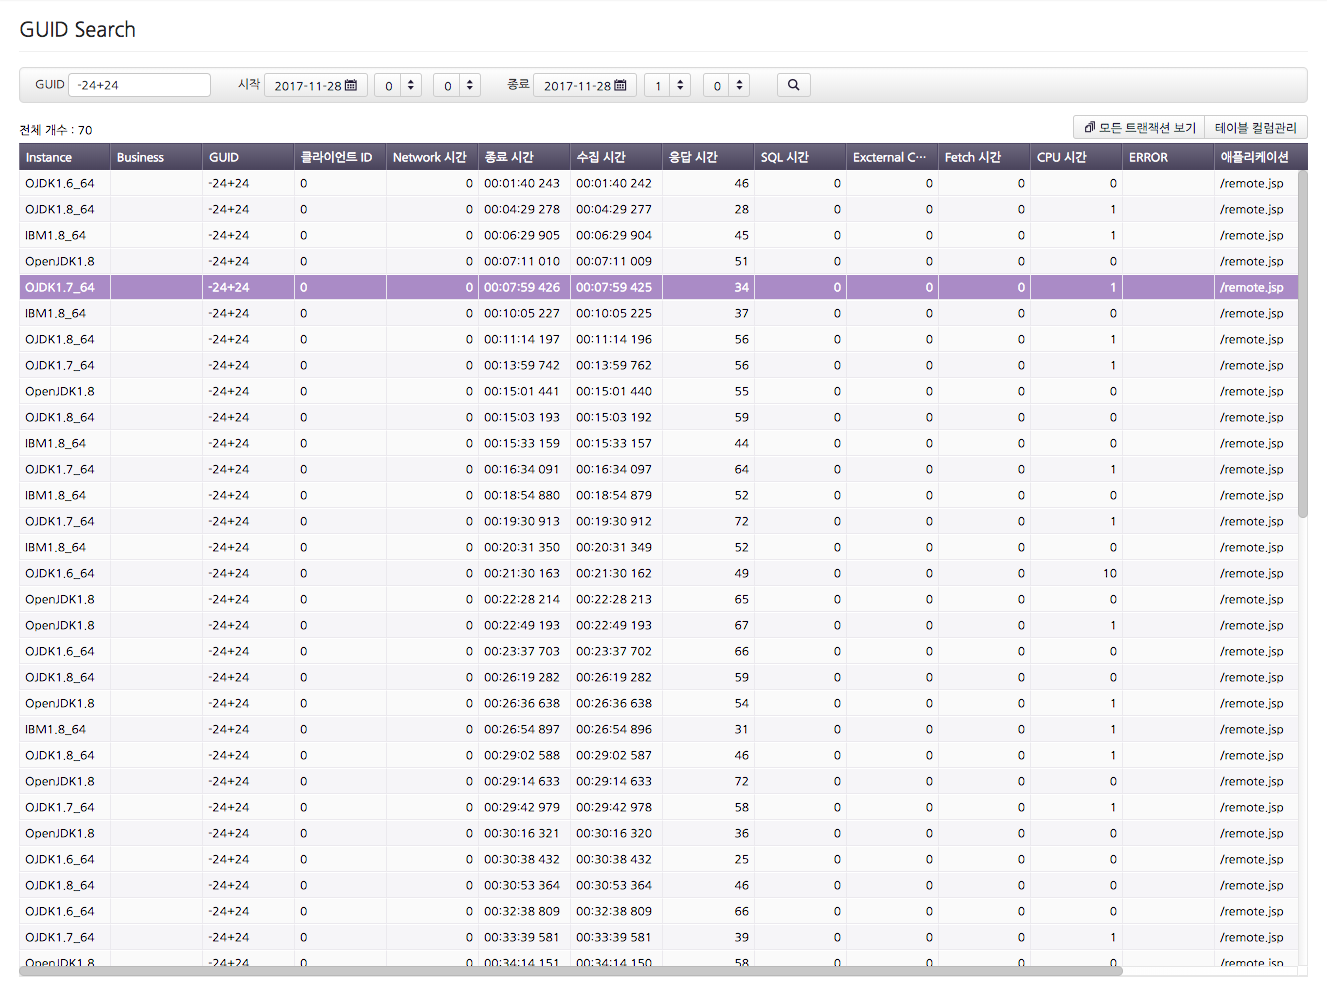 GUID Search
GUID -24+24 시작 2017-11-28 0 0 종료 2017-11-28 1 0
전체 개수 : 70 모든 트랜잭션 보기 테이블 컬럼관리
Instance Business GUID 클라이언트 ID Network 시간 종료 시간 수집 시간 응답 시간 SQL 시간 Excternal C··· Fetch 시간 CPU 시간 ERROR 애플리케이션
OJDK1.6_64 -24+24 0 0 00:01:40 243 00:01:40 242 46 0 0 0 0 /remote.jsp
OJDK1.8_64 -24+24 0 0 00:04:29 278 00:04:29 277 28 0 0 0 1 /remote.jsp
IBM1.8_64 -24+24 0 0 00:06:29 905 00:06:29 904 45 0 0 0 1 /remote.jsp
OpenJDK1.8 -24+24 0 0 00:07:11 010 00:07:11 009 51 0 0 0 0 /remote.jsp
OJDK1.7_64 -24+24 0 0 00:07:59 426 00:07:59 425 34 0 0 0 1 /remote.jsp
IBM1.8_64 -24+24 0 0 00:10:05 227 00:10:05 225 37 0 0 0 0 /remote.jsp
OJDK1.8_64 -24+24 0 0 00:11:14 197 00:11:14 196 56 0 0 0 1 /remote.jsp
OJDK1.7_64 -24+24 0 0 00:13:59 742 00:13:59 762 56 0 0 0 1 /remote.jsp
OpenJDK1.8 -24+24 0 0 00:15:01 441 00:15:01 440 55 0 0 0 0 /remote.jsp
OJDK1.8_64 -24+24 0 0 00:15:03 193 00:15:03 192 59 0 0 0 0 /remote.jsp
IBM1.8_64 -24+24 0 0 00:15:33 159 00:15:33 157 44 0 0 0 0 /remote.jsp
OJDK1.7_64 -24+24 0 0 00:16:34 091 00:16:34 097 64 0 0 0 1 /remote.jsp
IBM1.8_64 -24+24 0 0 00:18:54 880 00:18:54 879 52 0 0 0 0 /remote.jsp
OJDK1.7_64 -24+24 0 0 00:19:30 913 00:19:30 912 72 0 0 0 1 /remote.jsp
IBM1.8_64 -24+24 0 0 00:20:31 350 00:20:31 349 52 0 0 0 0 /remote.jsp
OJDK1.6_64 -24+24 0 0 00:21:30 163 00:21:30 162 49 0 0 0 10 /remote.jsp
OpenJDK1.8 -24+24 0 0 00:22:28 214 00:22:28 213 65 0 0 0 0 /remote.jsp
OpenJDK1.8 -24+24 0 0 00:22:49 193 00:22:49 193 67 0 0 0 1 /remote.jsp
OJDK1.6_64 -24+24 0 0 00:23:37 703 00:23:37 702 66 0 0 0 0 /remote.jsp
OJDK1.8_64 -24+24 0 0 00:26:19 282 00:26:19 282 59 0 0 0 0 /remote.jsp
OpenJDK1.8 -24+24 0 0 00:26:36 638 00:26:36 638 54 0 0 0 1 /remote.jsp
IBM1.8_64 -24+24 0 0 00:26:54 897 00:26:54 896 31 0 0 0 1 /remote.jsp
OJDK1.8_64 -24+24 0 0 00:29:02 588 00:29:02 587 46 0 0 0 1 /remote.jsp
OpenJDK1.8 -24+24 0 0 00:29:14 633 00:29:14 633 72 0 0 0 0 /remote.jsp
OJDK1.7_64 -24+24 0 0 00:29:42 979 00:29:42 978 58 0 0 0 1 /remote.jsp
OpenJDK1.8 -24+24 0 0 00:30:16 321 00:30:16 320 36 0 0 0 0 /remote.jsp
OJDK1.6_64 -24+24 0 0 00:30:38 432 00:30:38 432 25 0 0 0 0 /remote.jsp
OJDK1.8_64 -24+24 0 0 00:30:53 364 00:30:53 364 46 0 0 0 0 /remote.jsp
OJDK1.6_64 -24+24 0 0 00:32:38 809 00:32:38 809 66 0 0 0 0 /remote.jsp
OJDK1.7_64 -24+24 0 0 00:33:39 581 00:33:39 581 39 0 0 0 1 /remote.jsp
OpenJDK1.8 -24+24 0 0 00:34:14 151 00:34:14 150 58 0 0 0 0 /remote.jsp